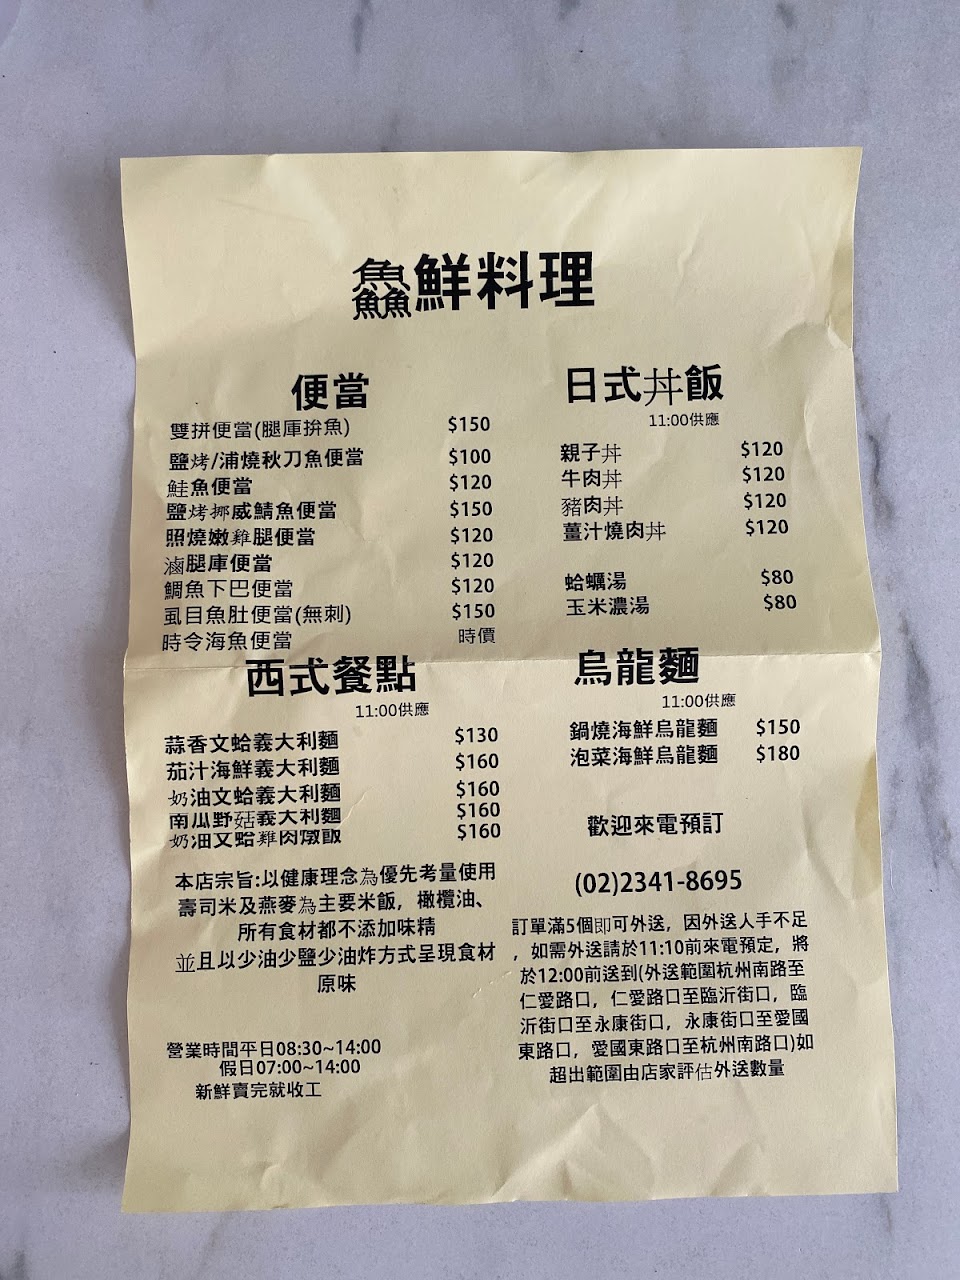 鱻鮮料理
便當
雙拼便當(腿庫拚魚) $150
鹽烤/浦燒秋刀魚便當 $100
鮭魚便當 $120
鹽烤挪威鯖魚便當 $150
照燒嫩雞腿便當 $120
滷腿庫便當 $120
鯛魚下巴便當 $120
虱目魚肚便當(無刺) $150
時令海魚便當 時價
日式丼飯
11:00供應
親子丼 $120
牛肉丼 $120
豬肉丼 $120
薑汁燒肉丼 $120
蛤蠣湯 $80
玉米濃湯 $80
西式餐點
11:00供應
蒜香文蛤義大利麵 $130
茄汁海鮮義大利麵 $160
奶油文蛤義大利麵 $160
南瓜野菇義大利麵 $160
奶油文蛤雞肉燉飯 $160
烏龍麵
11:00供應
鍋燒海鮮烏龍麵 $150
泡菜海鮮烏龍麵 $180
歡迎來電預訂
(02)2341-8695
本店宗旨:以健康理念為優先考量使用
壽司米及燕麥為主要米飯，橄欖油、
所有食材都不添加味精
並且以少油少鹽少油炸方式呈現食材
原味
訂單滿5個即可外送，因外送人手不足
，如需外送請於11:10前來電預定，將
於12:00前送到(外送範圍杭州南路至
仁愛路口，仁愛路口至臨沂街口，臨
沂街口至永康街口，永康街口至愛國
東路口，愛國東路口至杭州南路口)如
超出範圍由店家評估外送數量
營業時間平日08:30~14:00
假日07:00~14:00
新鮮賣完就收工